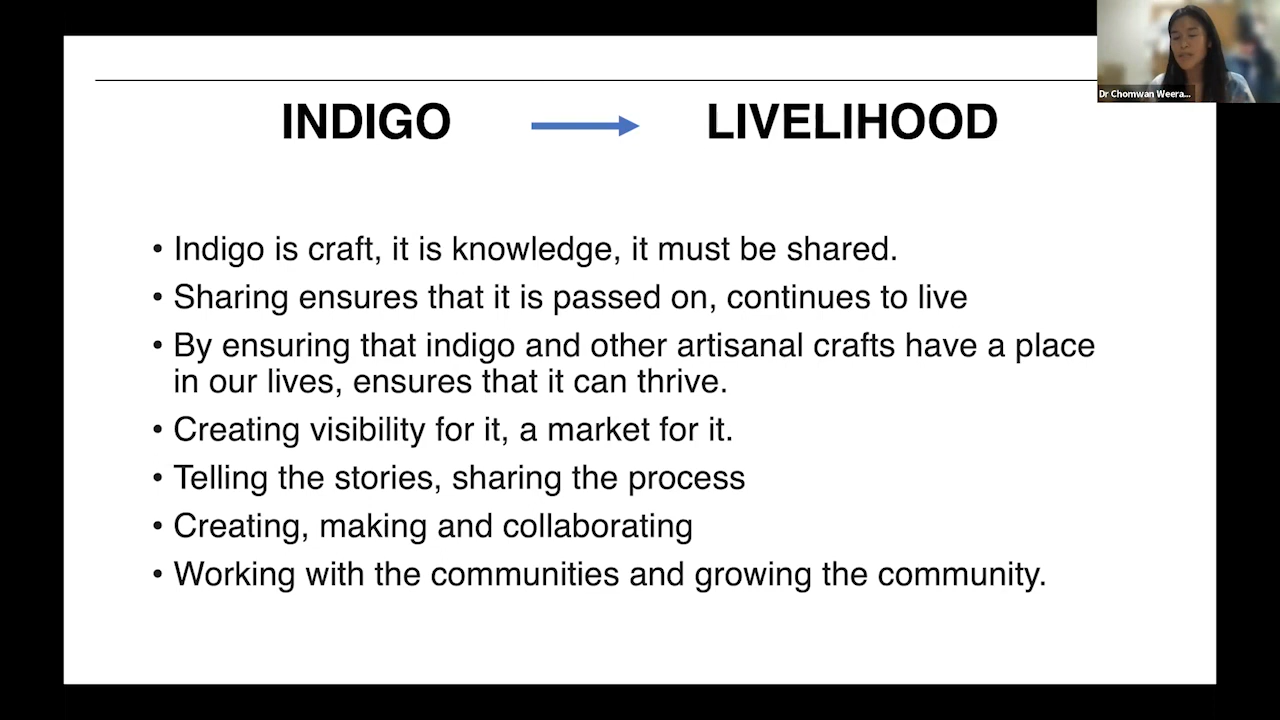 Dr Chomwan Weera...
INDIGO LIVELIHOOD
• Indigo is craft, it is knowledge, it must be shared.
• Sharing ensures that it is passed on, continues to live
• By ensuring that indigo and other artisanal crafts have a place
in our lives, ensures that it can thrive.
• Creating visibility for it, a market for it.
• Telling the stories, sharing the process
• Creating, making and collaborating
• Working with the communities and growing the community.